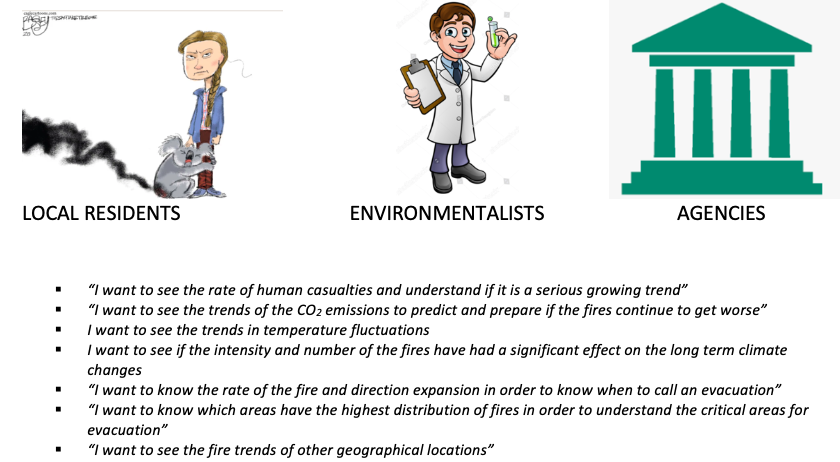 LOCAL RESIDENTS ENVIRONMENTALISTS AGENCIES
▪ “I want to see the rate of human casualties and understand if it is a serious growing trend”
▪ “I want to see the trends of the CO₂ emissions to predict and prepare if the fires continue to get worse”
▪ I want to see the trends in temperature fluctuations
▪ I want to see if the intensity and number of the fires have had a significant effect on the long term climate
changes
▪ “I want to know the rate of the fire and direction expansion in order to know when to call an evacuation”
▪ “I want to know which areas have the highest distribution of fires in order to understand the critical areas for
evacuation”
▪ “I want to see the fire trends of other geographical locations”